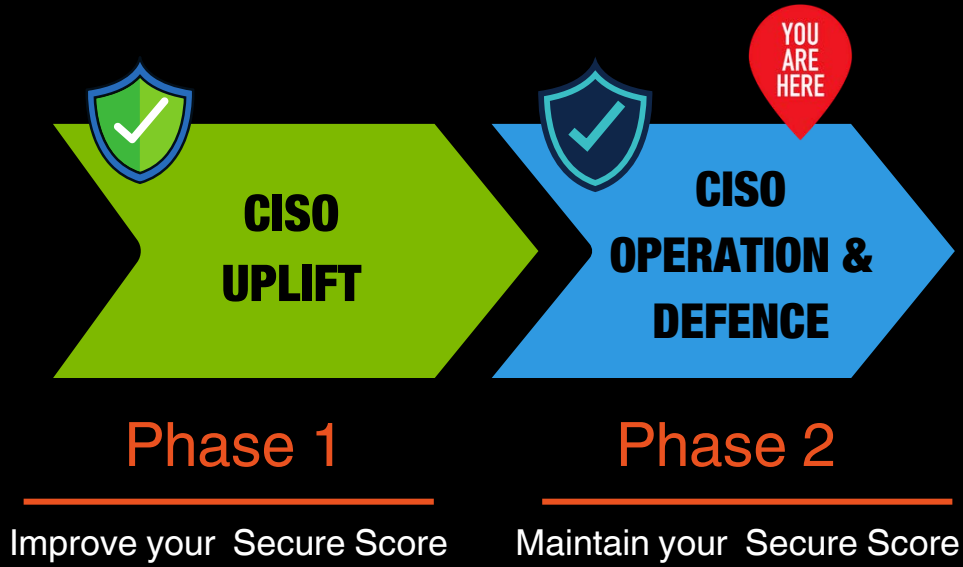 YOU
ARE
HERE
CISO
UPLIFT
CISO
OPERATION &
DEFENCE
Phase 1
Phase 2
Improve your Secure Score
Maintain your Secure Score